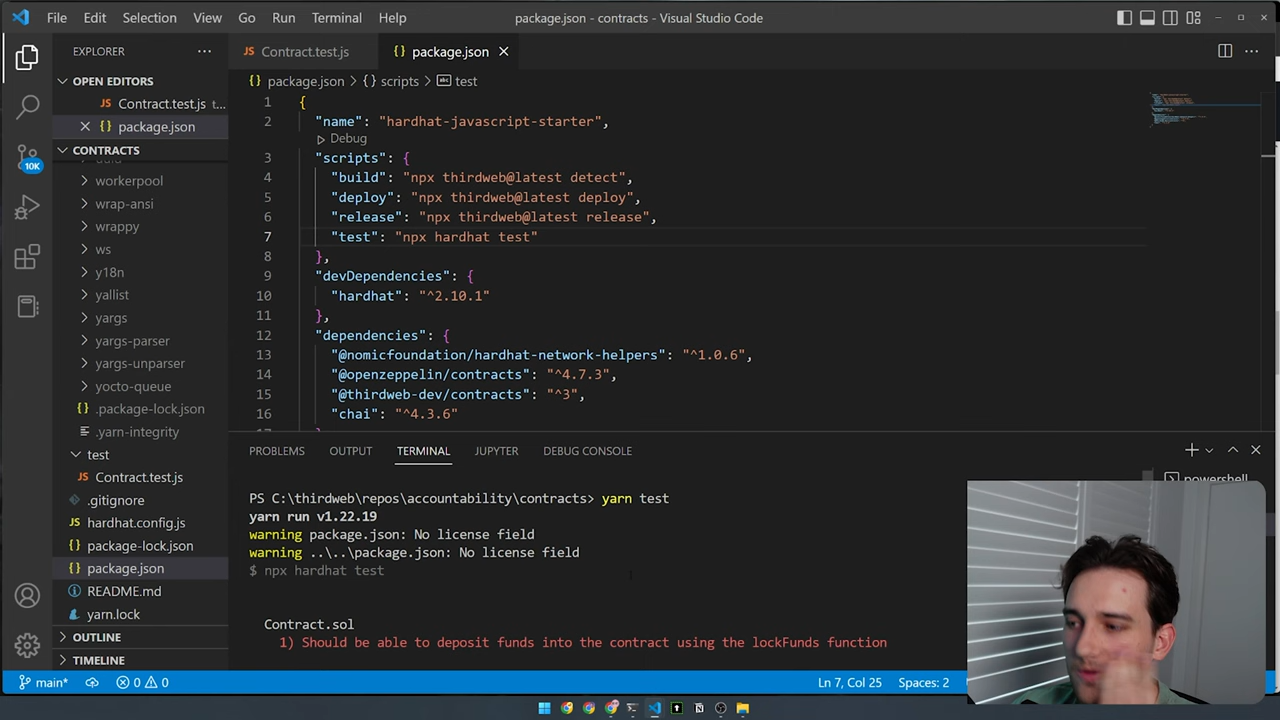 File Edit Selection View Go Run Terminal Help
package.json - contracts - Visual Studio Code
EXPLORER
OPEN EDITORS
Contract.test.js t...
package.json
CONTRACTS
workerpool
wrap-ansi
wrappy
ws
y18n
yallist
yargs
yargs-parser
yargs-unparser
yocto-queue
.package-lock.json
.yarn-integrity
test
Contract.test.js
.gitignore
hardhat.config.js
package-lock.json
package.json
README.md
yarn.lock
OUTLINE
TIMELINE
10K
Contract.test.js
package.json
package.json > {} scripts > abc test
1 {
2 "name": "hardhat-javascript-starter",
Debug
3 "scripts": {
4 "build": "npx thirdweb@latest detect",
5 "deploy": "npx thirdweb@latest deploy",
6 "release": "npx thirdweb@latest release",
7 "test": "npx hardhat test"
8 },
9 "devDependencies": {
10 "hardhat": "^2.10.1"
11 },
12 "dependencies": {
13 "@nomicfoundation/hardhat-network-helpers": "^1.0.6",
14 "@openzeppelin/contracts": "^4.7.3",
15 "@thirdweb-dev/contracts": "^3",
16 "chai": "^4.3.6"
PROBLEMS OUTPUT TERMINAL JUPYTER DEBUG CONSOLE
powershell
PS C:\thirdweb\repos\accountability\contracts> yarn test
yarn run v1.22.19
warning package.json: No license field
warning ..\..\package.json: No license field
$ npx hardhat test
Contract.sol
1) Should be able to deposit funds into the contract using the lockFunds function
main* 0 0 Ln 7, Col 25 Spaces: 2